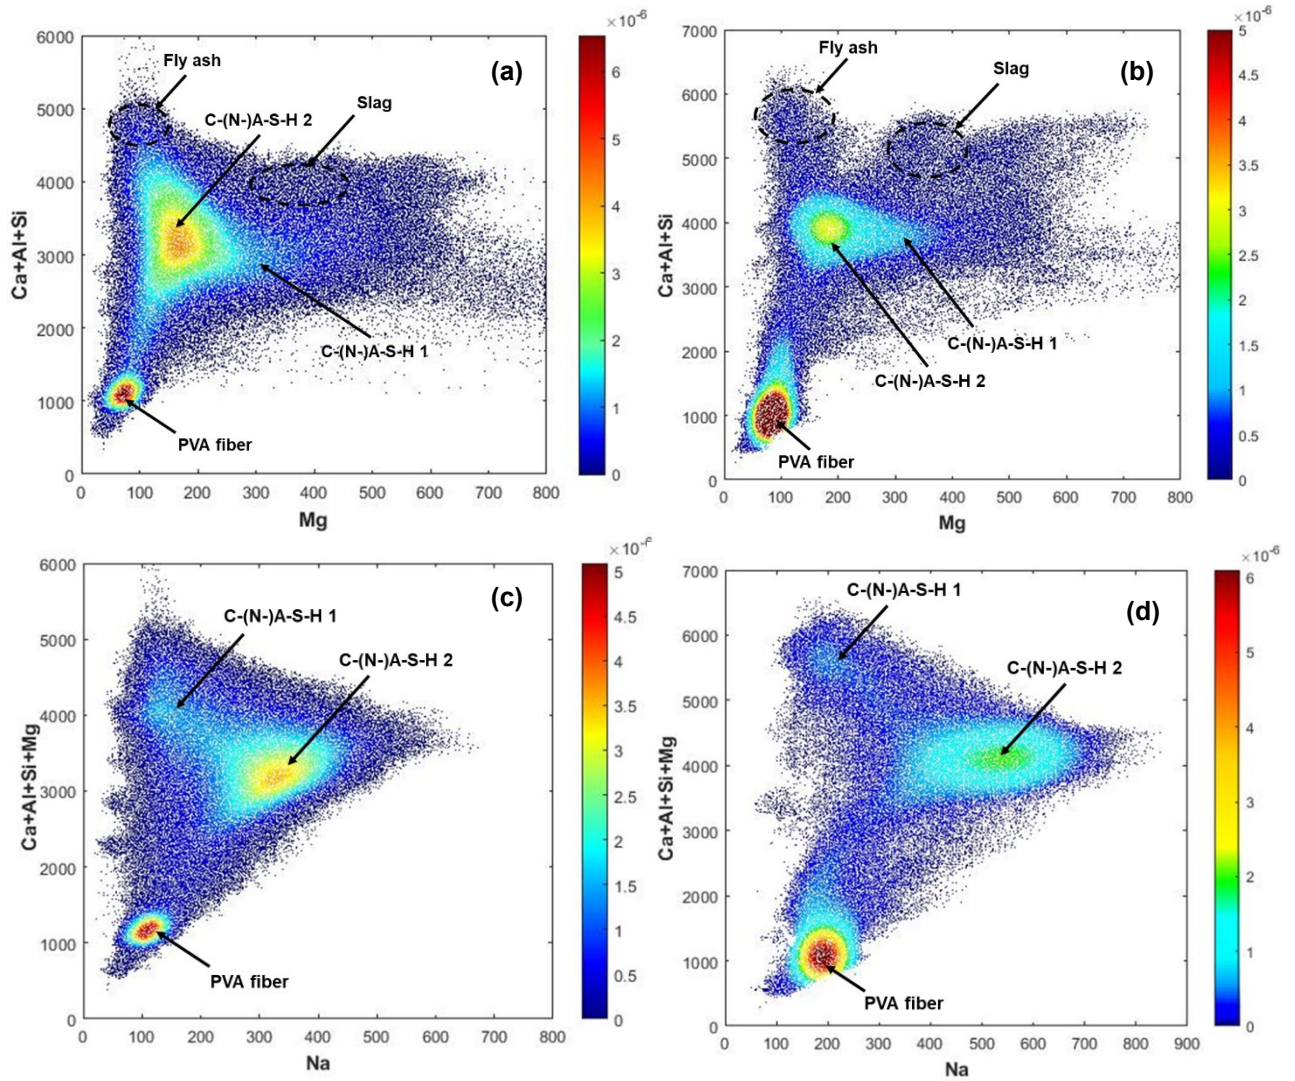 (a)
×10⁻⁶
Ca+Al+Si
6000
5000
4000
3000
2000
1000
0
0 100 200 300 400 500 600 700 800
Mg
Fly ash
C-(N-)A-S-H 2
Slag
C-(N-)A-S-H 1
PVA fiber
6
5
4
3
2
1
0
(b)
×10⁻⁶
Ca+Al+Si
7000
6000
5000
4000
3000
2000
1000
0
0 100 200 300 400 500 600 700 800
Mg
Fly ash
Slag
C-(N-)A-S-H 1
C-(N-)A-S-H 2
PVA fiber
5
4.5
4
3.5
3
2.5
2
1.5
1
0.5
0
(c)
Ca+Al+Si+Mg
6000
5000
4000
3000
2000
1000
0
0 100 200 300 400 500 600 700 800
Na
C-(N-)A-S-H 1
C-(N-)A-S-H 2
PVA fiber
5
4.5
4
3.5
3
2.5
2
1.5
1
0.5
0
(d)
×10⁻⁶
Ca+Al+Si+Mg
7000
6000
5000
4000
3000
2000
1000
0
0 100 200 300 400 500 600 700 800 900
Na
C-(N-)A-S-H 1
C-(N-)A-S-H 2
PVA fiber
6
5
4
3
2
1
0